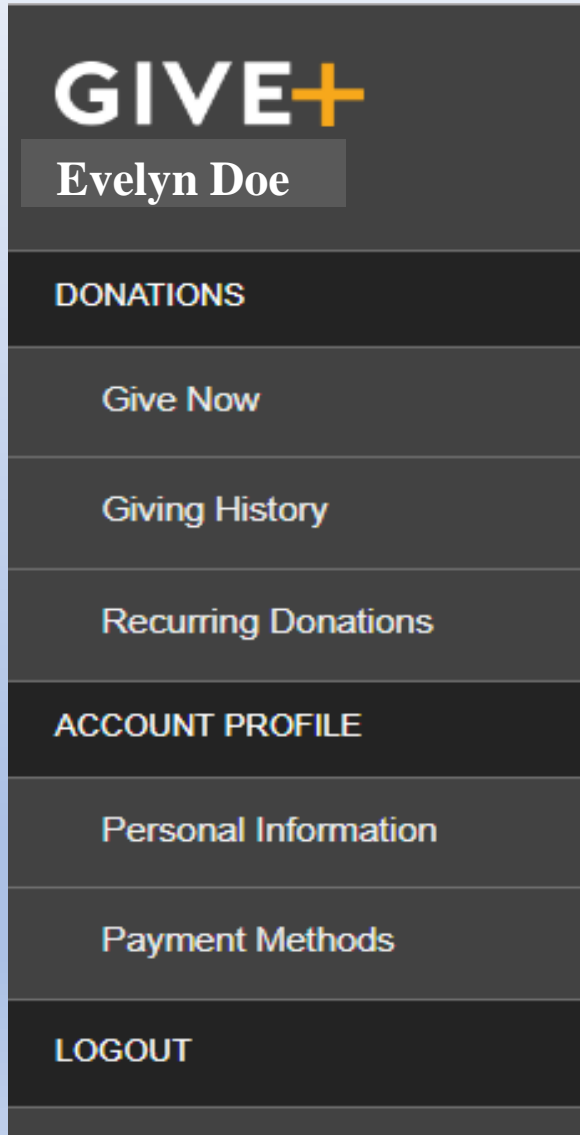 GIVE+
Evelyn Doe
DONATIONS
Give Now
Giving History
Recurring Donations
ACCOUNT PROFILE
Personal Information
Payment Methods
LOGOUT